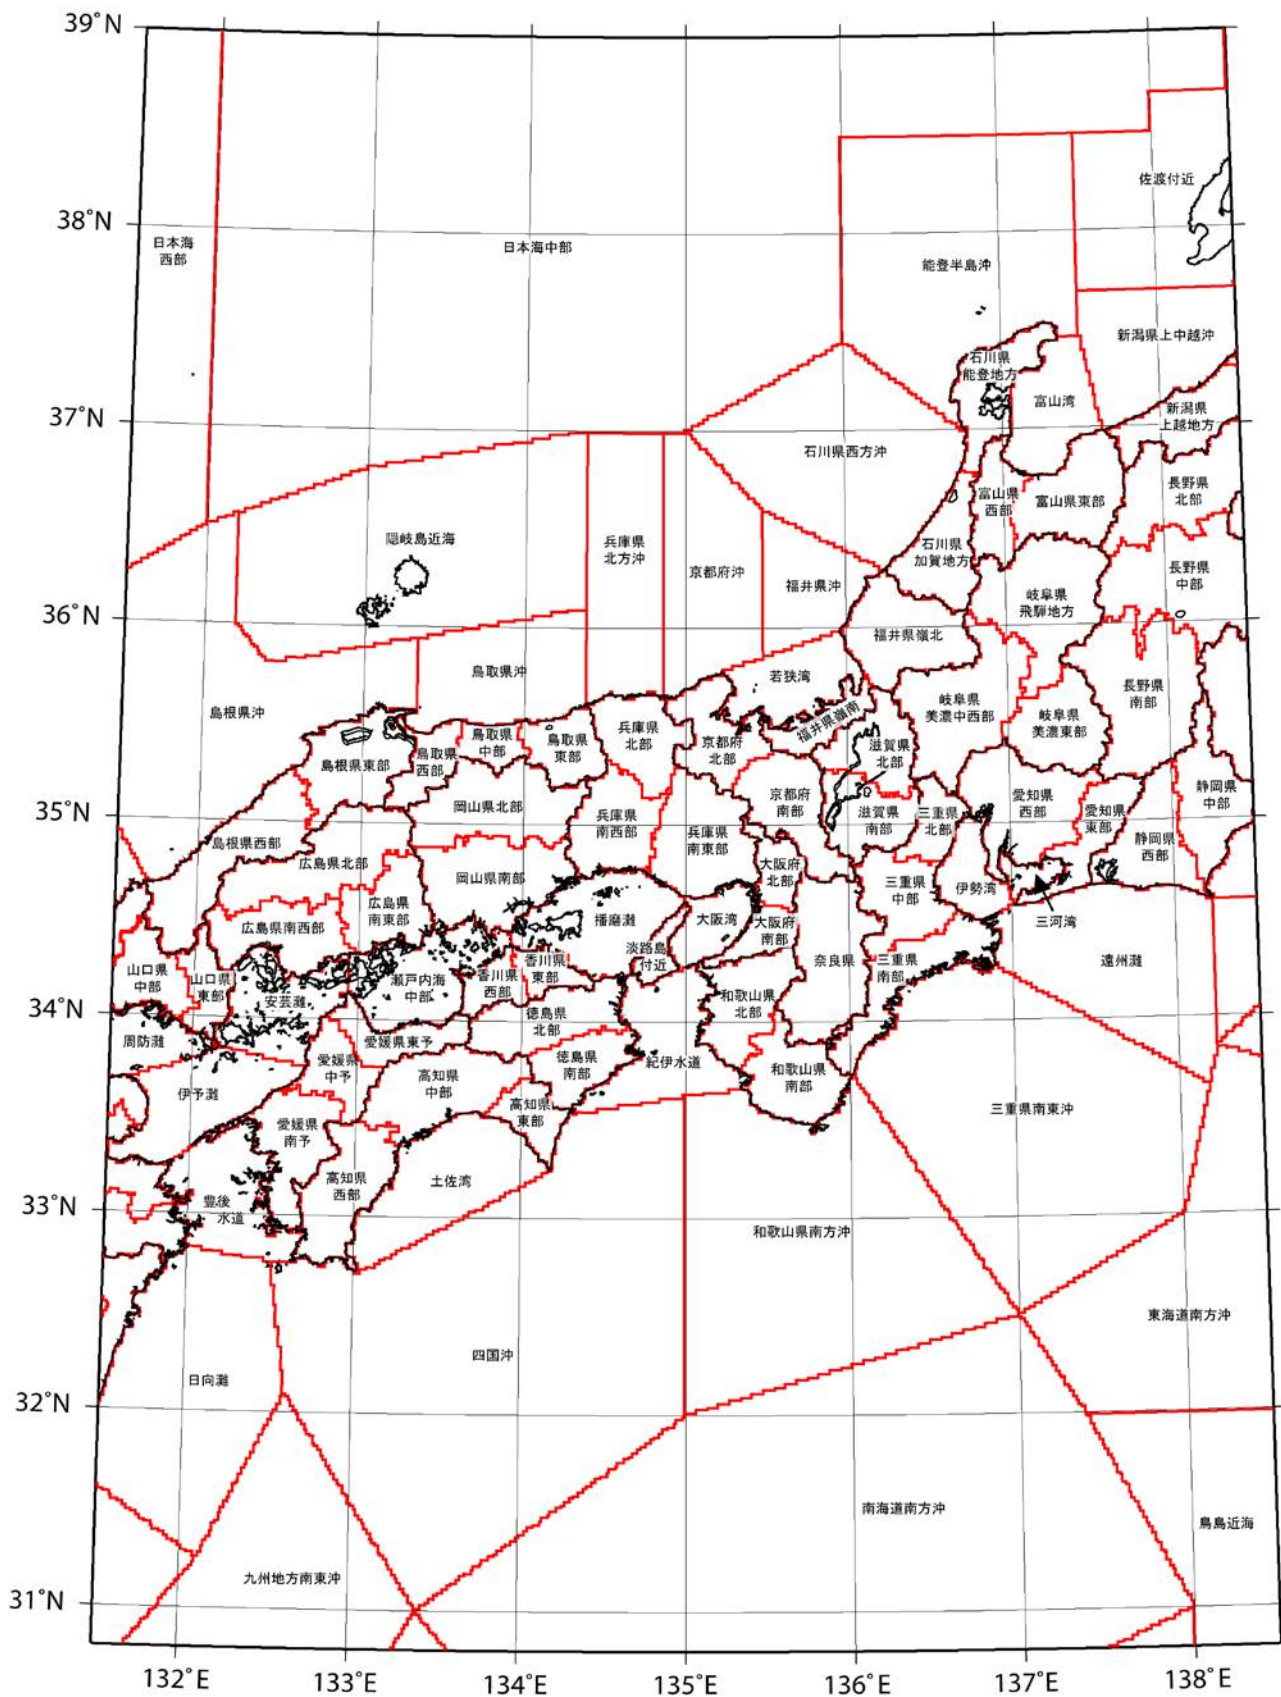 39°N
佐渡付近
38°N
日本海
西部
日本海中部
能登半島沖
新潟県上中越沖
石川県
能登地方
富山湾
新潟県
上越地方
37°N
石川県西方沖
長野県
北部
富山県
西部
富山県東部
隠岐島近海
兵庫県
北方沖
京都府沖
福井県沖
石川県
加賀地方
長野県
中部
岐阜県
飛騨地方
36°N
福井県嶺北
鳥取県沖
若狭湾
島根県沖
岐阜県
美濃中西部
長野県
南部
岐阜県
美濃東部
福井県嶺南
兵庫県
北部
京都府
北部
滋賀県
北部
鳥取県
中部
鳥取県
東部
鳥取県
西部
島根県東部
静岡県
中部
35°N
岡山県北部
兵庫県
南西部
京都府
南部
愛知県
西部
愛知県
東部
滋賀県
南部
三重県
北部
兵庫県
南東部
静岡県
西部
島根県西部
広島県北部
岡山県南部
大阪府
北部
三重県
中部
伊勢湾
広島県
南東部
播磨灘
大阪湾
大阪府
南部
三河湾
広島県南西部
淡路島
付近
奈良県
三重県
南部
遠州灘
山口県
中部
山口県
東部
瀬戸内海
中部
香川県
西部
香川県
東部
安芸灘
和歌山県
北部
34°N
徳島県
北部
周防灘
愛媛県東予
愛媛県
中予
徳島県
南部
紀伊水道
高知県
中部
和歌山県
南部
伊予灘
高知県
東部
三重県南東沖
愛媛県
南予
高知県
西部
土佐湾
33°N
豊後
水道
和歌山県南方沖
東海道南方沖
四国沖
日向灘
32°N
南海道南方沖
鳥島近海
九州地方南東沖
31°N
132°E
133°E
134°E
135°E
136°E
137°E
138°E